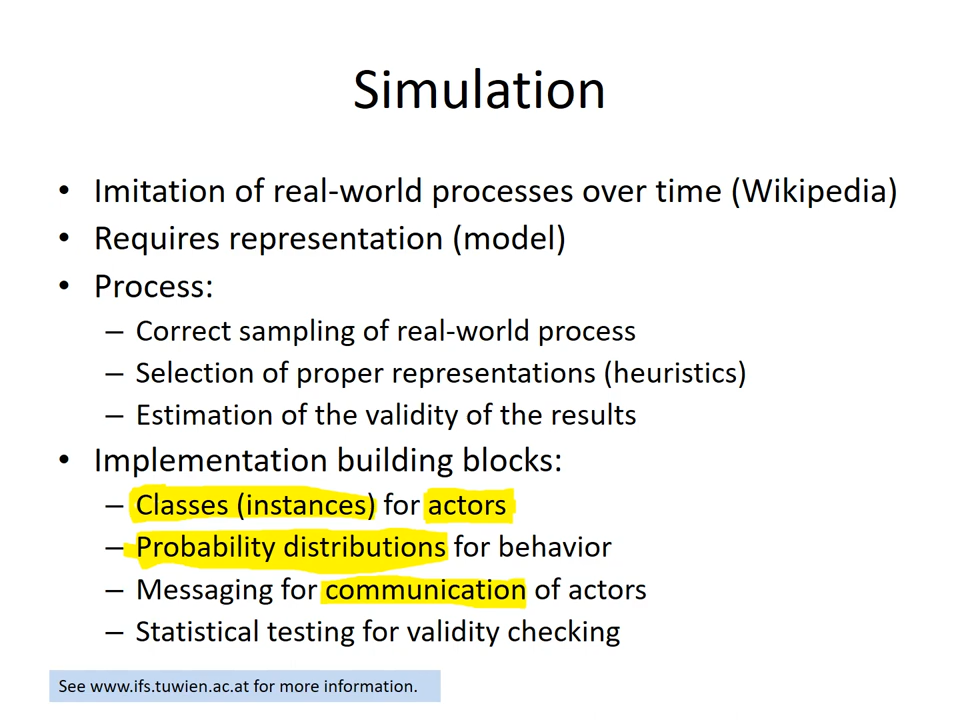 Simulation
• Imitation of real-world processes over time (Wikipedia)
• Requires representation (model)
• Process:
– Correct sampling of real-world process
– Selection of proper representations (heuristics)
– Estimation of the validity of the results
• Implementation building blocks:
– Classes (instances) for actors
– Probability distributions for behavior
– Messaging for communication of actors
– Statistical testing for validity checking
See www.ifs.tuwien.ac.at for more information.